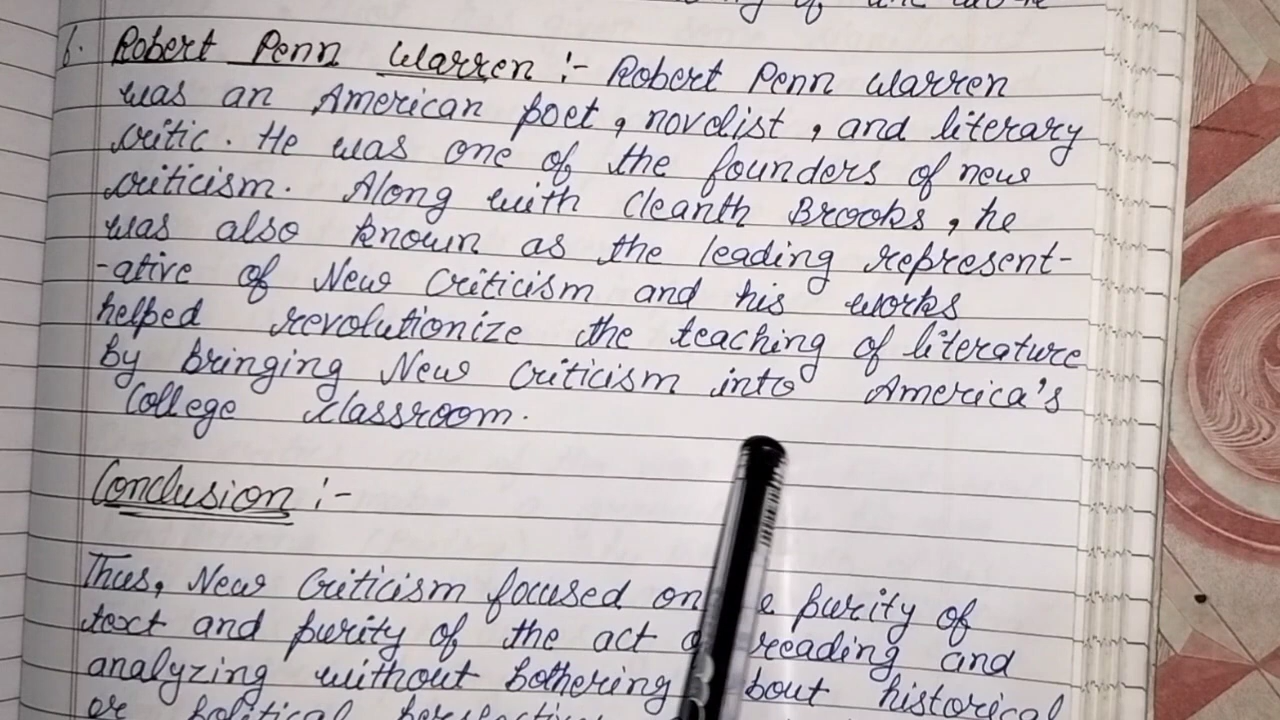 of
6. Robert Penn Warren :- Robert Penn Warren
was an American poet, novelist, and literary
critic. He was one of the founders of new
criticism. Along with Cleanth Brooks, he
was also known as the leading represent-
-ative of New Criticism and his works
helped revolutionize the teaching of literature
by bringing New Criticism into America's
College classroom.
Conclusion :-
Thus, New Criticism focused on purity of
text and purity of the act reading and
analyzing without bothering historical
or political